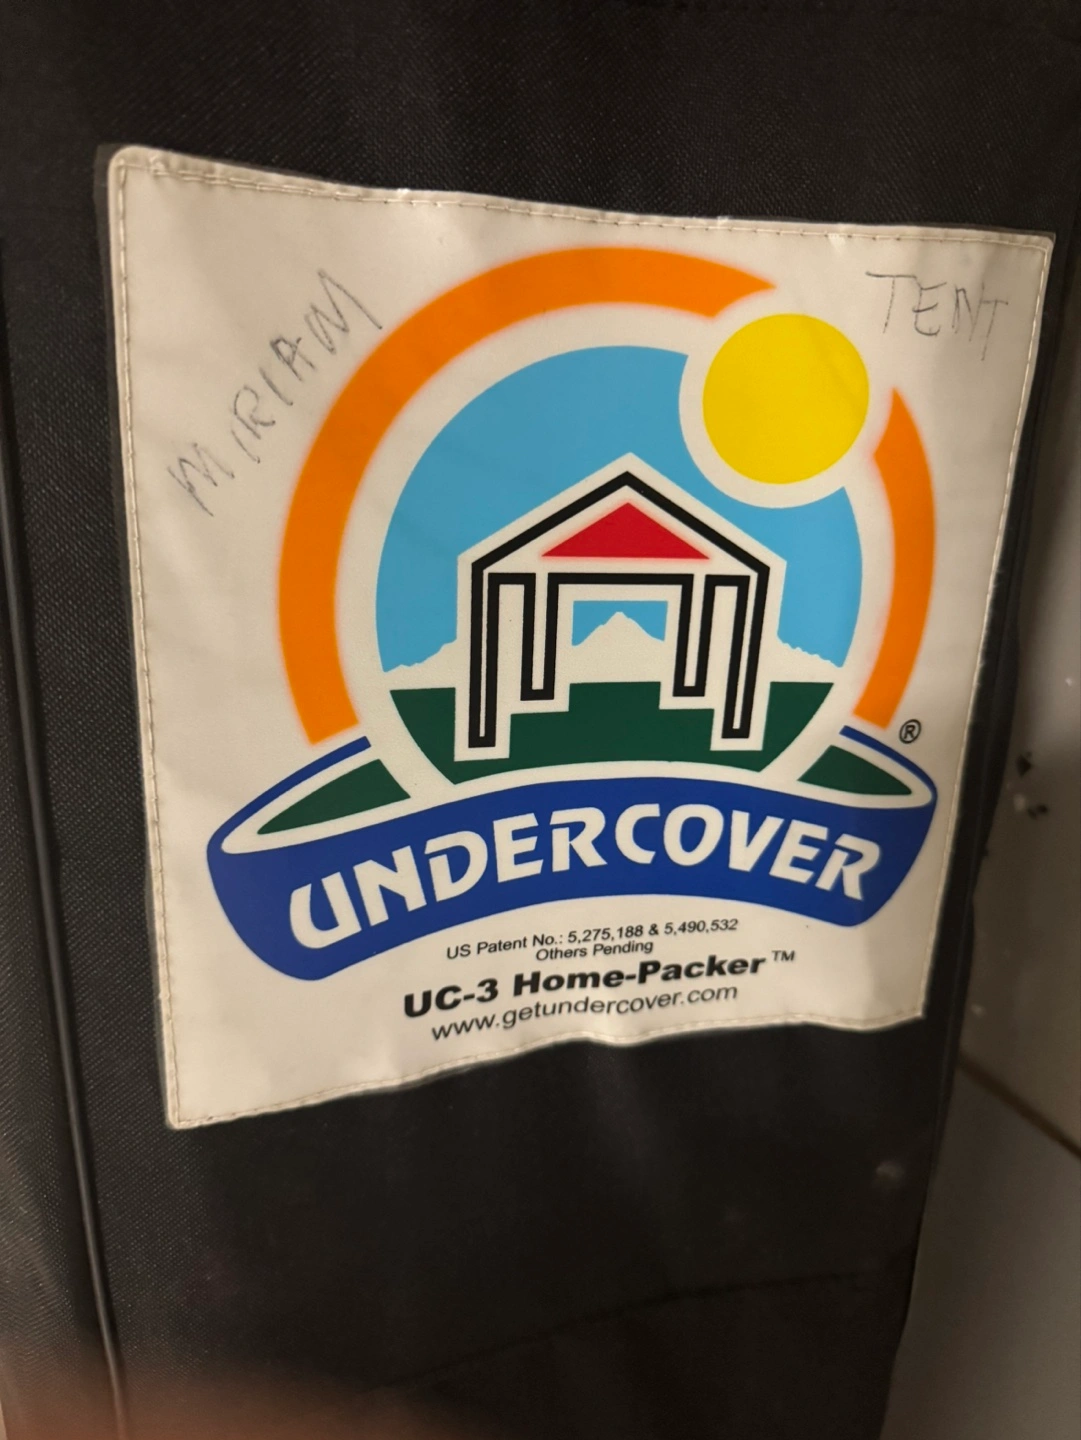 MIRIAM
TENT
®
UNDERCOVER
US Patent No.: 5,275,188 & 5,490,532
Others Pending
UC-3 Home-Packer™
www.getundercover.com